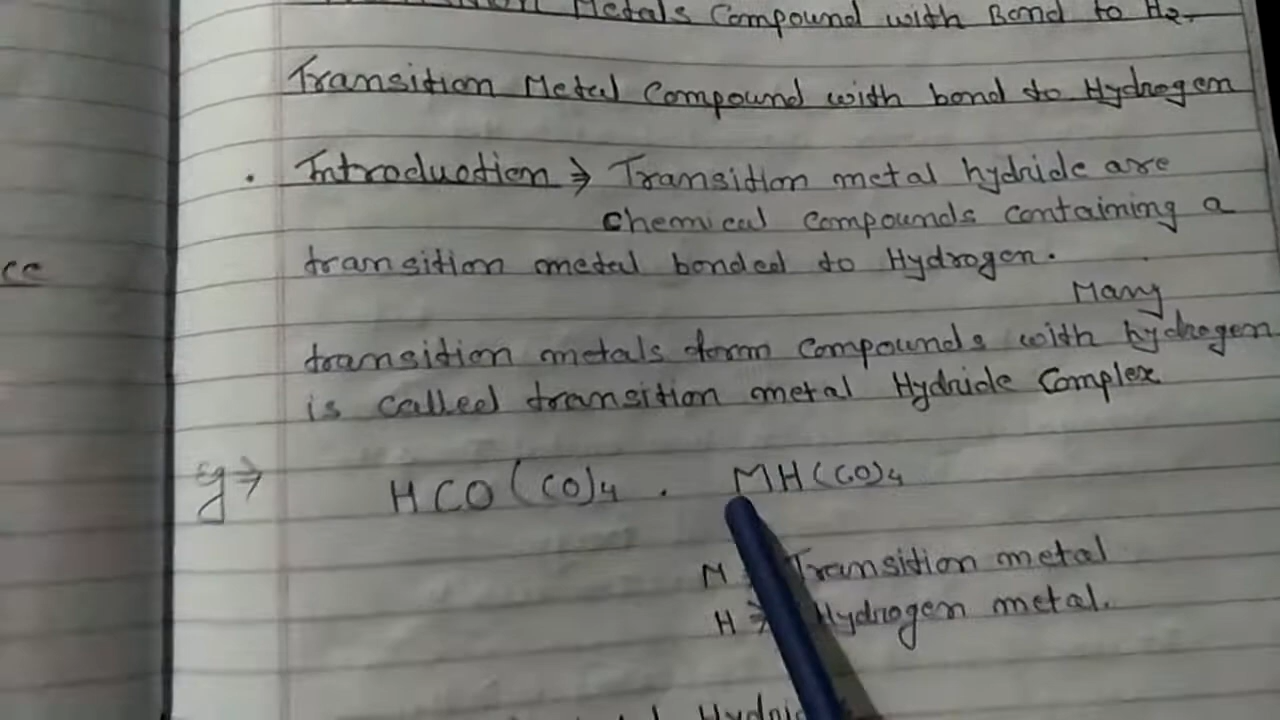 Metals Compound with Bond to H2.
Transition Metal Compound with bond to Hydrogen
. Introduction ⇒ Transition metal hydride are
chemical compounds containing a
transition metal bonded to Hydrogen.
Many
transition metals form compounds with hydrogen
is called transition metal Hydride Complex
ce
HCO(CO)4 . MH(CO)4
M Transition metal
H ⇒ Hydrogen metal.